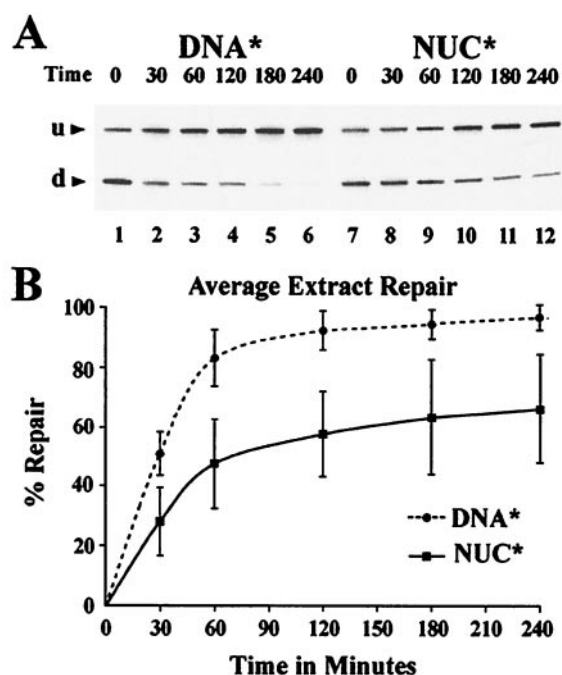 A
DNA* NUC*
Time 0 30 60 120 180 240 0 30 60 120 180 240
u
d
1 2 3 4 5 6 7 8 9 10 11 12
B
Average Extract Repair
100
80
60
40
20
0
% Repair
DNA*
NUC*
0 30 60 90 120 150 180 210 240
Time in Minutes